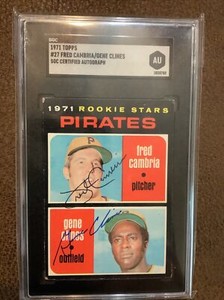 SGC
1971 TOPPS
#27 FRED CAMBRIA/GENE CLINES
SGC CERTIFIED AUTOGRAPH
AU
1971 ROOKIE STARS
PIRATES
fred
cambria
•
pitcher
gene
clines
•
outfield